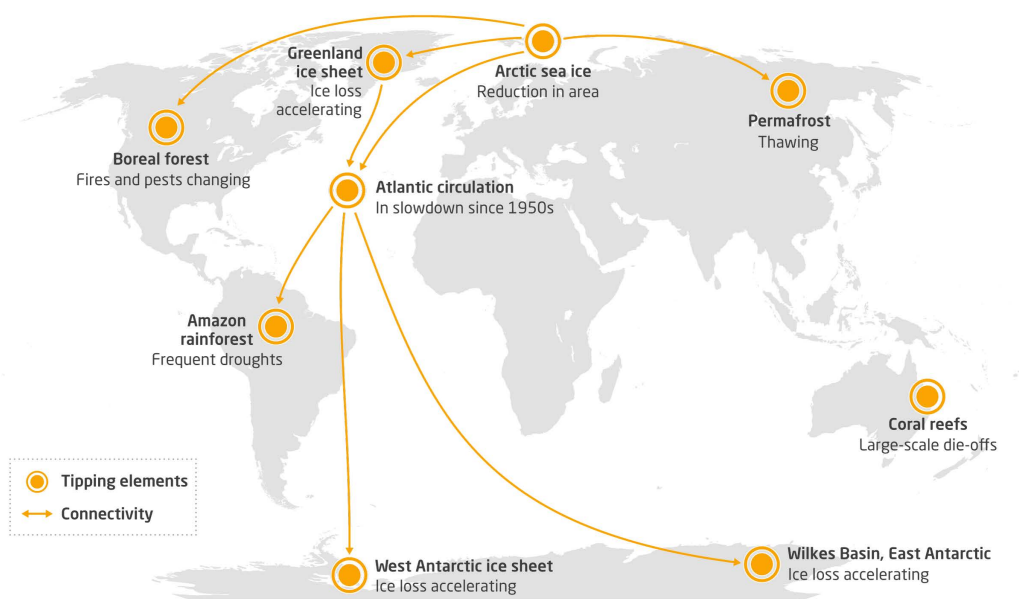 Greenland
ice sheet
Ice loss
accelerating
Arctic sea ice
Reduction in area
Permafrost
Thawing
Boreal forest
Fires and pests changing
Atlantic circulation
In slowdown since 1950s
Amazon
rainforest
Frequent droughts
Coral reefs
Large-scale die-offs
Tipping elements
Connectivity
West Antarctic ice sheet
Ice loss accelerating
Wilkes Basin, East Antarctic
Ice loss accelerating